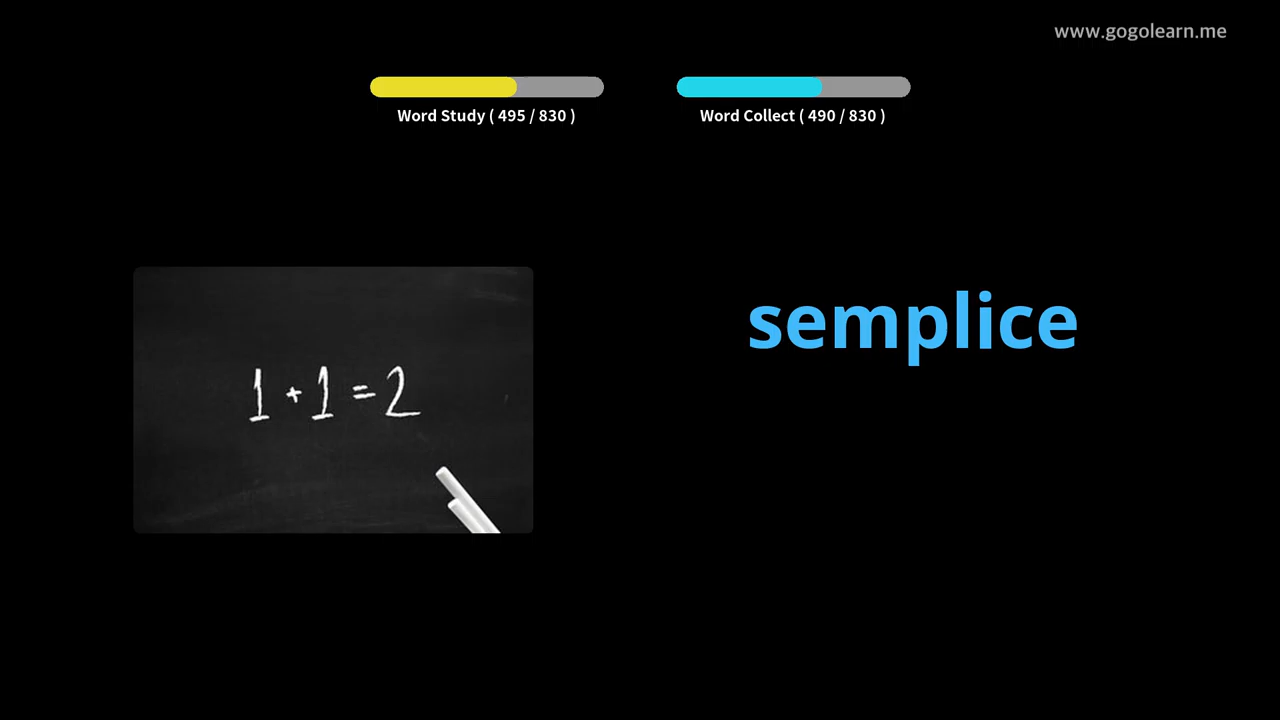 www.gogolearn.me
Word Study ( 495 / 830 )
Word Collect ( 490 / 830 )
semplice
1 + 1 = 2